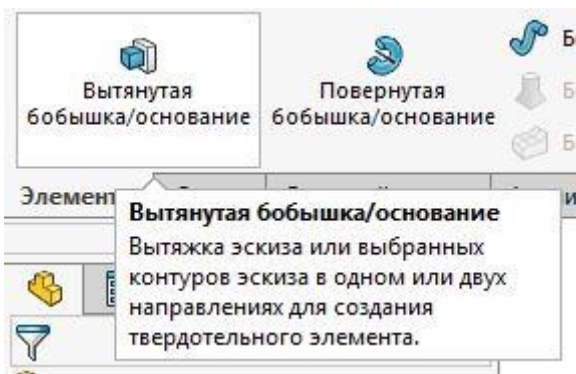 Вытянутая
бобышка/основание
Повернутая
бобышка/основание
Вытянутая бобышка/основание
Вытяжка эскиза или выбранных
контуров эскиза в одном или двух
направлениях для создания
твердотельного элемента.